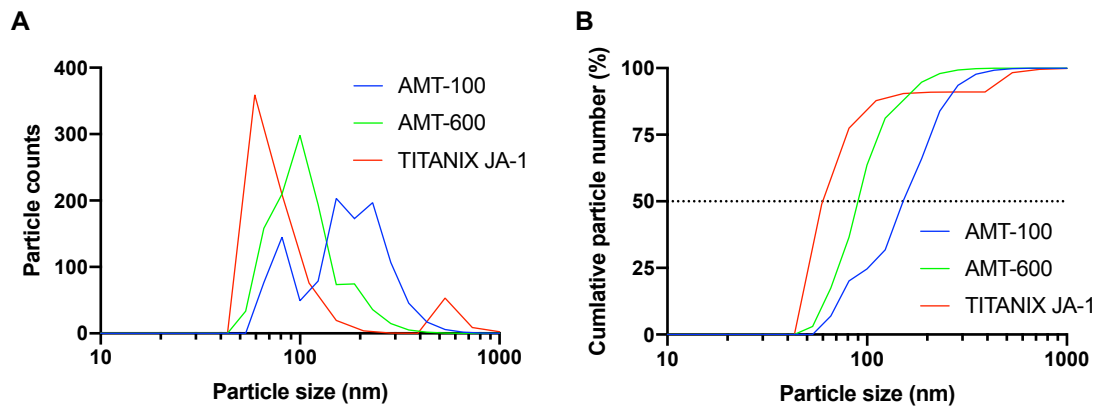 A
Particle counts
400
300
200
100
0
10
100
1000
Particle size (nm)
AMT-100
AMT-600
TITANIX JA-1
B
Cumulative particle number (%)
100
75
50
25
0
10
100
1000
Particle size (nm)
AMT-100
AMT-600
TITANIX JA-1